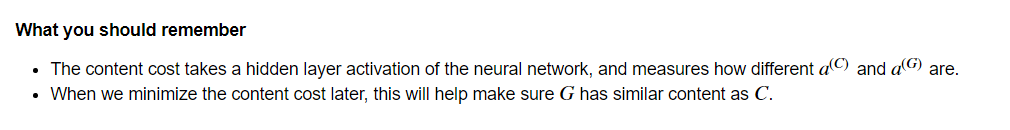 What you should remember
• The content cost takes a hidden layer activation of the neural network, and measures how different a⁽ᶜ⁾ and a⁽ᴳ⁾ are.
• When we minimize the content cost later, this will help make sure G has similar content as C.